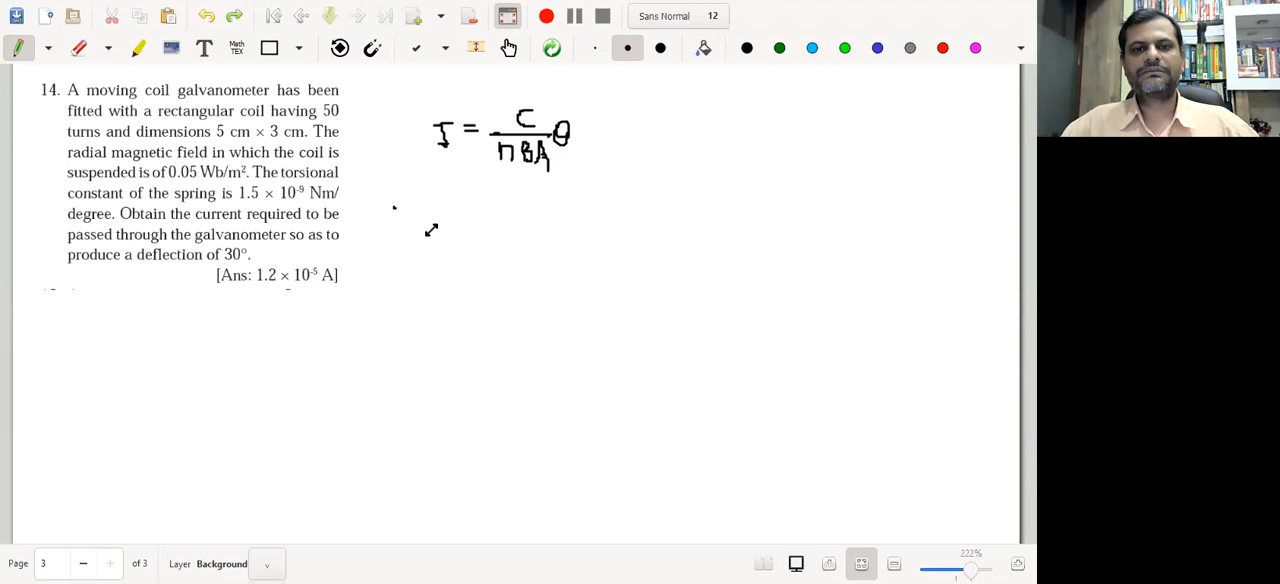 Sans Normal 12
T Math TEX
14. A moving coil galvanometer has been
fitted with a rectangular coil having 50
turns and dimensions 5 cm × 3 cm. The
radial magnetic field in which the coil is
suspended is of 0.05 Wb/m². The torsional
constant of the spring is 1.5 × 10⁻⁹ Nm/
degree. Obtain the current required to be
passed through the galvanometer so as to
produce a deflection of 30°.
[Ans: 1.2 × 10⁻⁵ A]
I = C/nBA θ
Page 3 of 3 Layer Background 222%